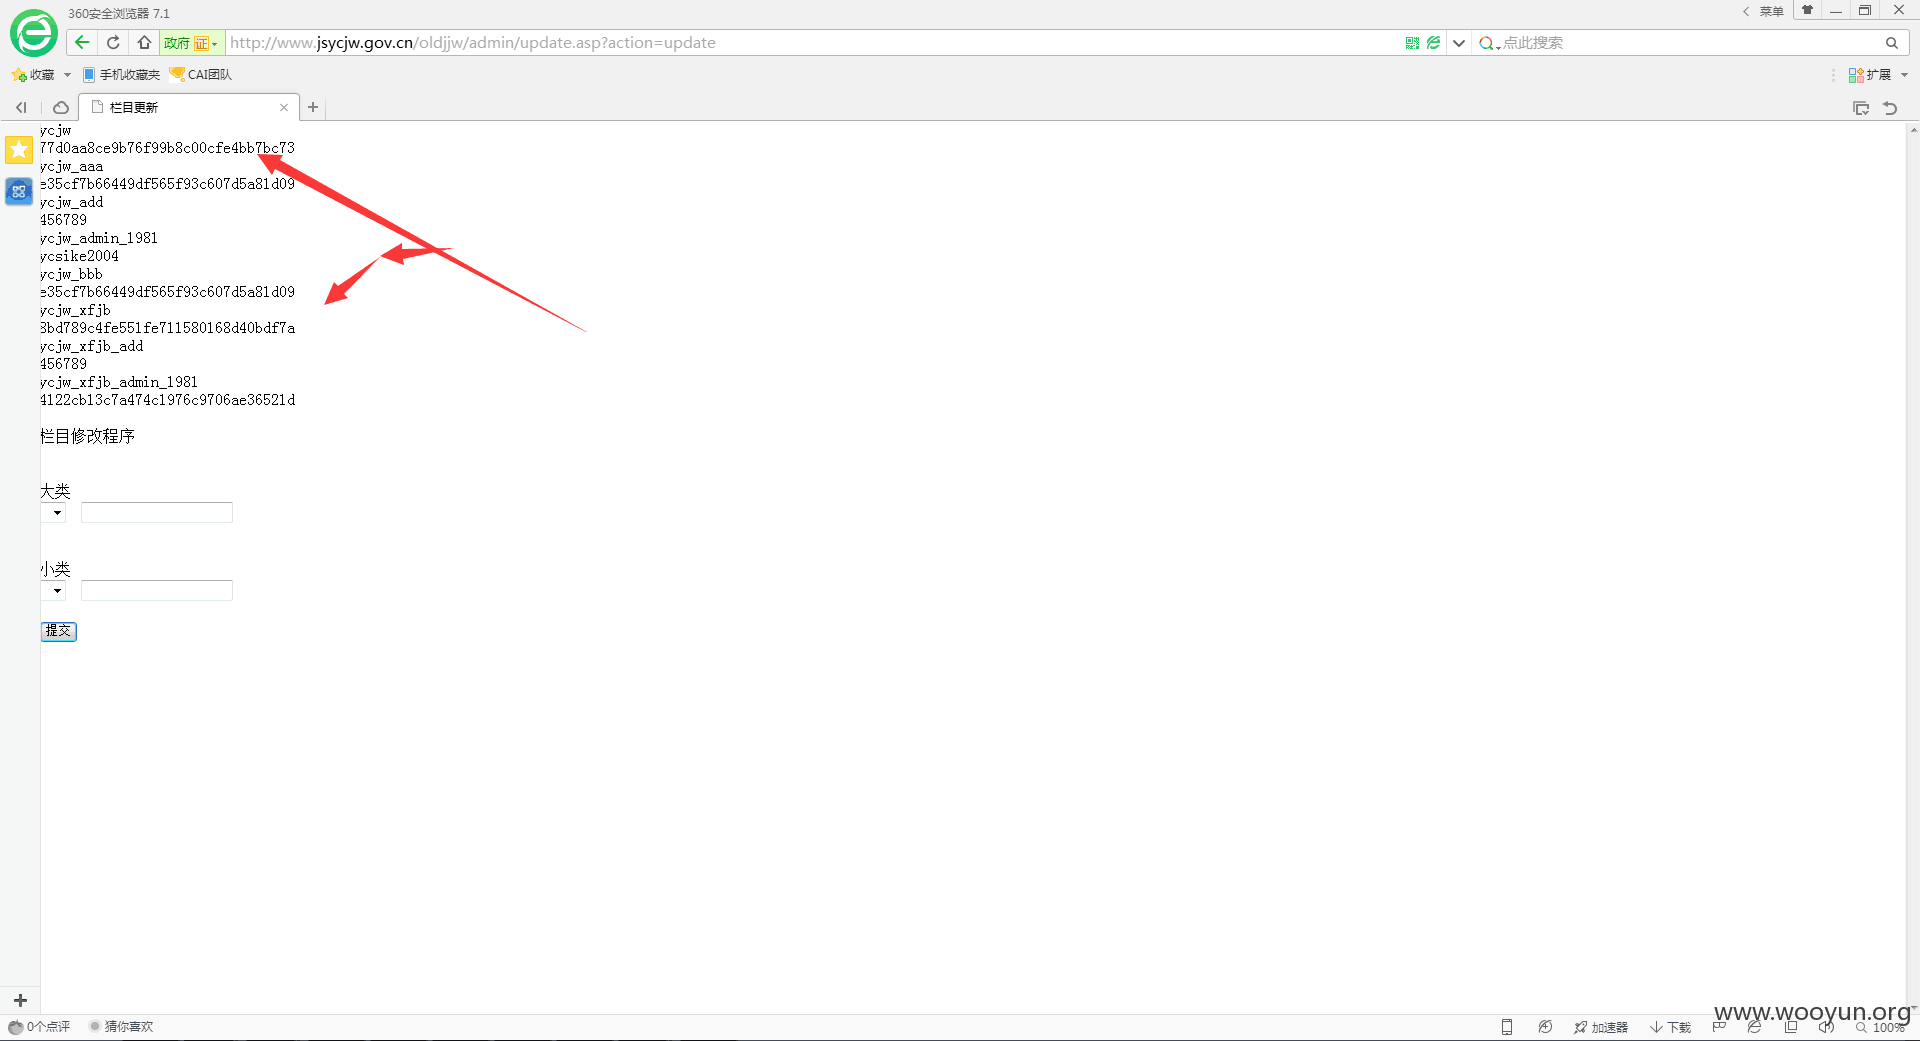 360安全浏览器 7.1
菜单
政府 证 http://www.jsycjw.gov.cn/oldjjw/admin/update.asp?action=update
点此搜索
收藏 手机收藏夹 CAI团队
扩展
栏目更新
ycjw
77d0aa8ce9b76f99b8c00cfe4bb7bc73
ycjw_aaa
e35cf7b66449df565f93c607d5a81d09
ycjw_add
456789
ycjw_admin_1981
ycsike2004
ycjw_bbb
e35cf7b66449df565f93c607d5a81d09
ycjw_xfjb
8bd789c4fe551fe711580168d40bdf7a
ycjw_xfjb_add
456789
ycjw_xfjb_admin_1981
4122cb13c7a474c1976c9706ae36521d
栏目修改程序
大类
小类
提交
www.wooyun.org
0个点评 猜你喜欢
加速器 下载 100%